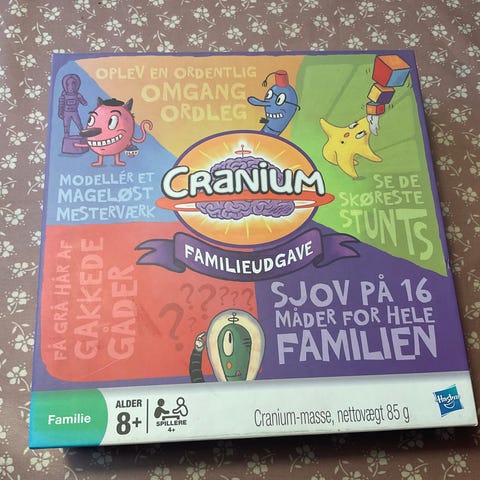 OPLEV EN ORDENTLIG
OMGANG
ORDLEG
MODELLÉR ET
MAGELØST
MESTERVÆRK
CRANIUM
FAMILIEUDGAVE
SE DE
SKØRESTE
STUNTS
FÅ GRÅ HÅR AF
GAKKEDE
GÅDER
???
???
SJOV PÅ 16
MÅDER FOR HELE
FAMILIEN
Familie
ALDER
8+
SPILLERE
4+
Cranium-masse, nettovægt 85 g
Hasbro